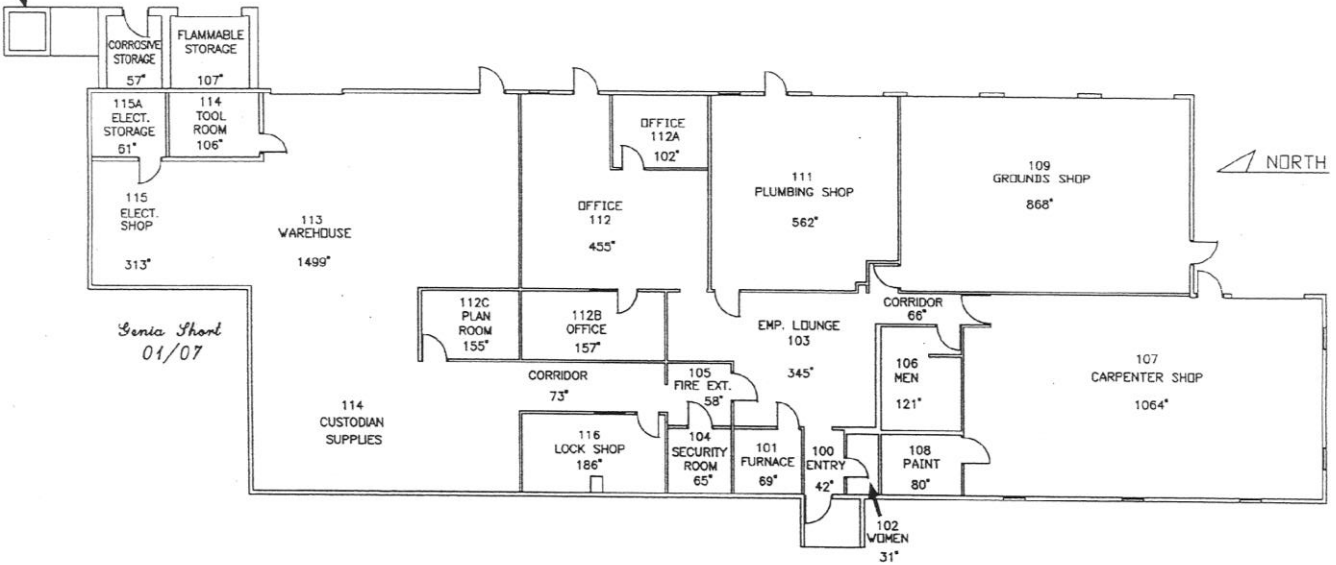 CORROSIVE
STORAGE
57"
FLAMMABLE
STORAGE
107"
115A
ELECT.
STORAGE
61"
114
TOOL
ROOM
106"
OFFICE
112A
102"
111
PLUMBING SHOP
562"
109
GROUNDS SHOP
868"
NORTH
115
ELECT.
SHOP
313"
113
WAREHOUSE
1499"
OFFICE
112
455"
112C
PLAN
ROOM
155"
112B
OFFICE
157"
EMP. LOUNGE
103
345"
CORRIDOR
66"
Genia Short
01/07
CORRIDOR
73"
105
FIRE EXT.
58"
106
MEN
121"
107
CARPENTER SHOP
1064"
114
CUSTODIAN
SUPPLIES
116
LOCK SHOP
186"
104
SECURITY
ROOM
65"
101
FURNACE
69"
100
ENTRY
42"
108
PAINT
80"
102
WOMEN
31"